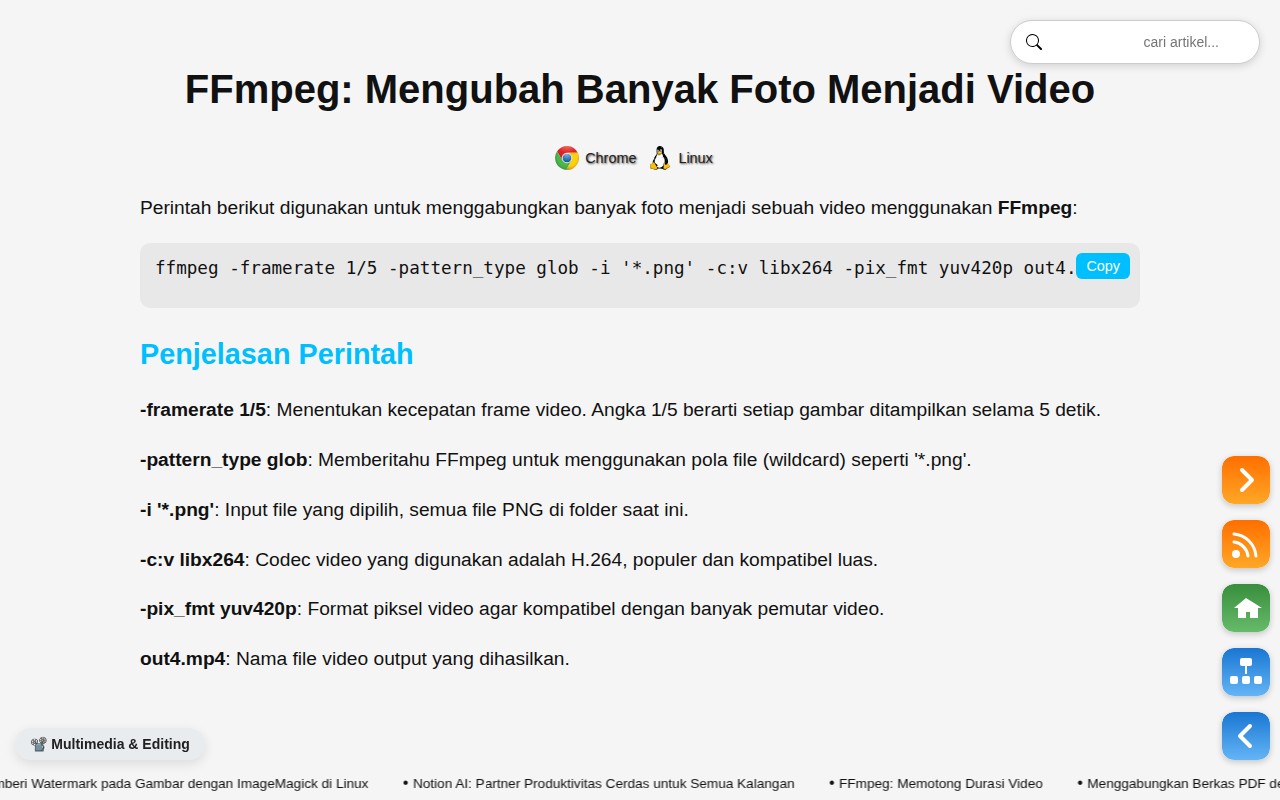 cari artikel...
FFmpeg: Mengubah Banyak Foto Menjadi Video
Chrome Linux
Perintah berikut digunakan untuk menggabungkan banyak foto menjadi sebuah video menggunakan FFmpeg:
ffmpeg -framerate 1/5 -pattern_type glob -i '*.png' -c:v libx264 -pix_fmt yuv420p out4.
Copy
Penjelasan Perintah
-framerate 1/5: Menentukan kecepatan frame video. Angka 1/5 berarti setiap gambar ditampilkan selama 5 detik.
-pattern_type glob: Memberitahu FFmpeg untuk menggunakan pola file (wildcard) seperti '*.png'.
-i '*.png': Input file yang dipilih, semua file PNG di folder saat ini.
-c:v libx264: Codec video yang digunakan adalah H.264, populer dan kompatibel luas.
-pix_fmt yuv420p: Format piksel video agar kompatibel dengan banyak pemutar video.
out4.mp4: Nama file video output yang dihasilkan.
📽️ Multimedia & Editing
mberi Watermark pada Gambar dengan ImageMagick di Linux • Notion AI: Partner Produktivitas Cerdas untuk Semua Kalangan • FFmpeg: Memotong Durasi Video • Menggabungkan Berkas PDF de